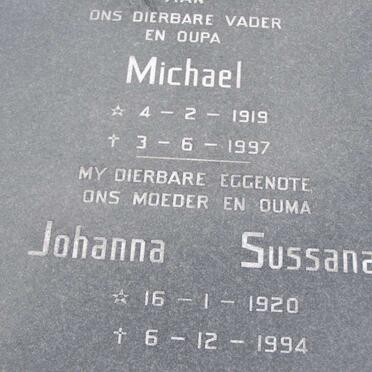 ONS DIERBARE VADER
EN OUPA
Michael
☆ 4 - 2 - 1919
✝ 3 - 6 - 1997
MY DIERBARE EGGENOTE,
ONS MOEDER EN OUMA
Johanna Sussana
☆ 16 - 1 - 1920
✝ 6 - 12 - 1994